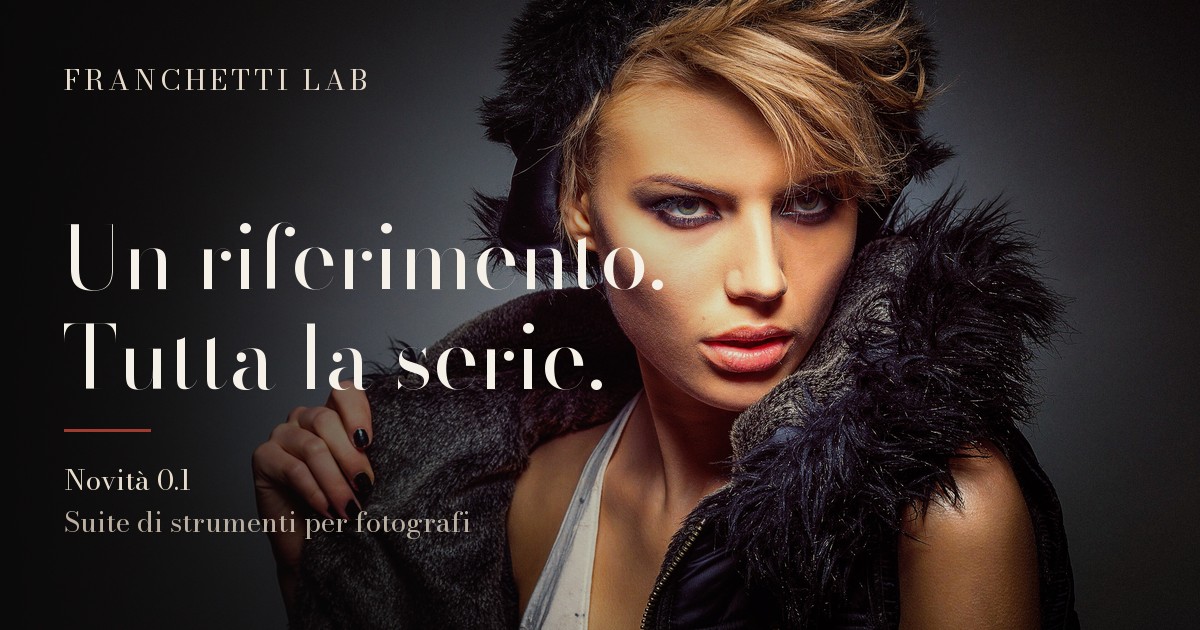 FRANCHETTI LAB
Un riferimento.
Tutta la serie.
Novità 0.1
Suite di strumenti per fotografi